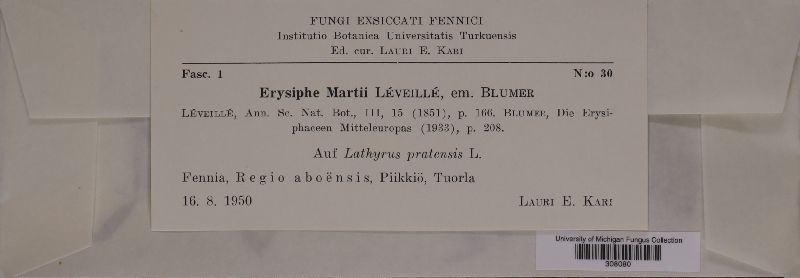 FUNGI EXSICCATI FENNICI
Institutio Botanica Universitatis Turkuensis
Ed. cur. LAURI E. KARI
Fasc. 1 N:o 30
Erysiphe Martii LÉVEILLÉ, em. BLUMER
LÉVEILLÉ, Ann. Sc. Nat. Bot., III, 15 (1851), p. 166. BLUMER, Die Erysi-
phaceen Mitteleuropas (1933), p. 208.
Auf Lathyrus pratensis L.
Fennia, Regio aboënsis, Piikkiö, Tuorla
16. 8. 1950 LAURI E. KARI
University of Michigan Fungus Collection
308080